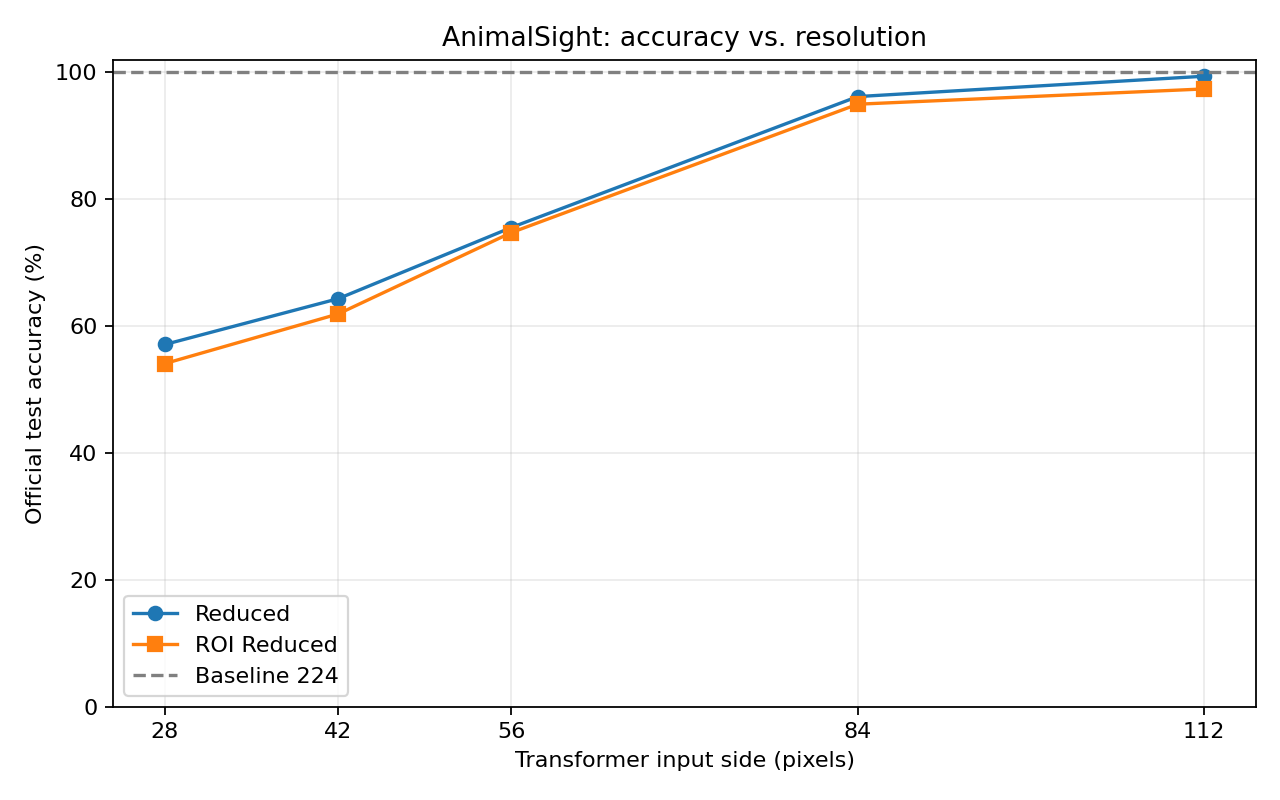 AnimalSight: accuracy vs. resolution
Official test accuracy (%)
100
80
60
40
20
0
Reduced
ROI Reduced
Baseline 224
28 42 56 84 112
Transformer input side (pixels)